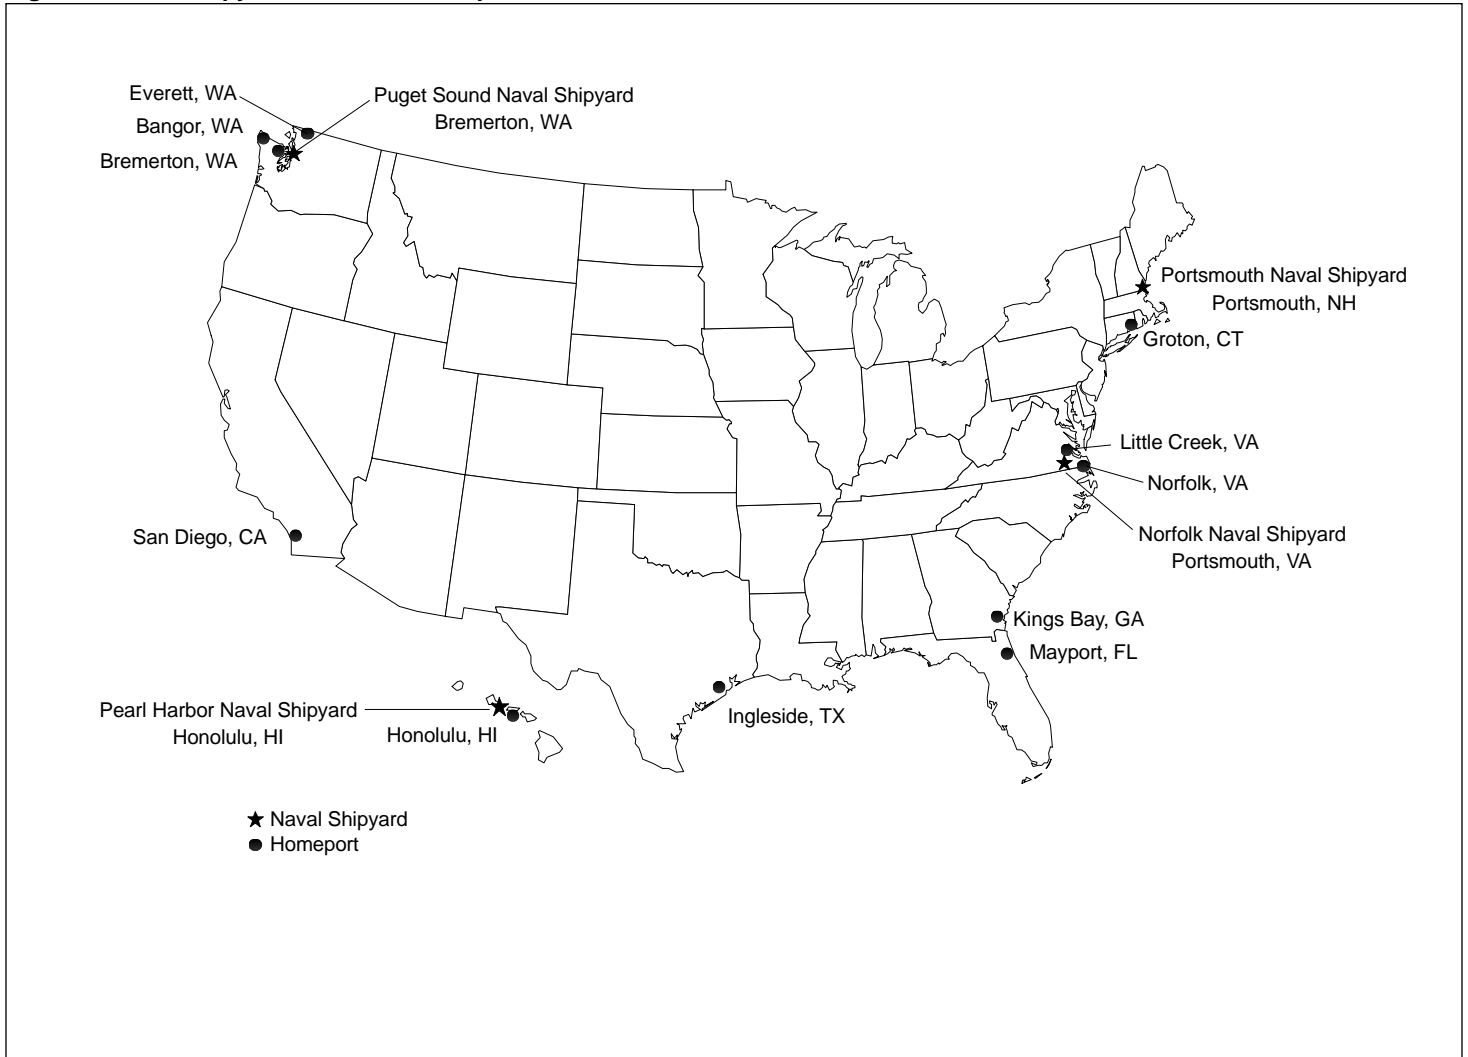 Everett, WA
Bangor, WA
Bremerton, WA
Puget Sound Naval Shipyard
Bremerton, WA
Portsmouth Naval Shipyard
Portsmouth, NH
Groton, CT
Little Creek, VA
Norfolk, VA
Norfolk Naval Shipyard
Portsmouth, VA
San Diego, CA
Kings Bay, GA
Mayport, FL
Ingleside, TX
Pearl Harbor Naval Shipyard
Honolulu, HI
Honolulu, HI
Naval Shipyard
Homeport